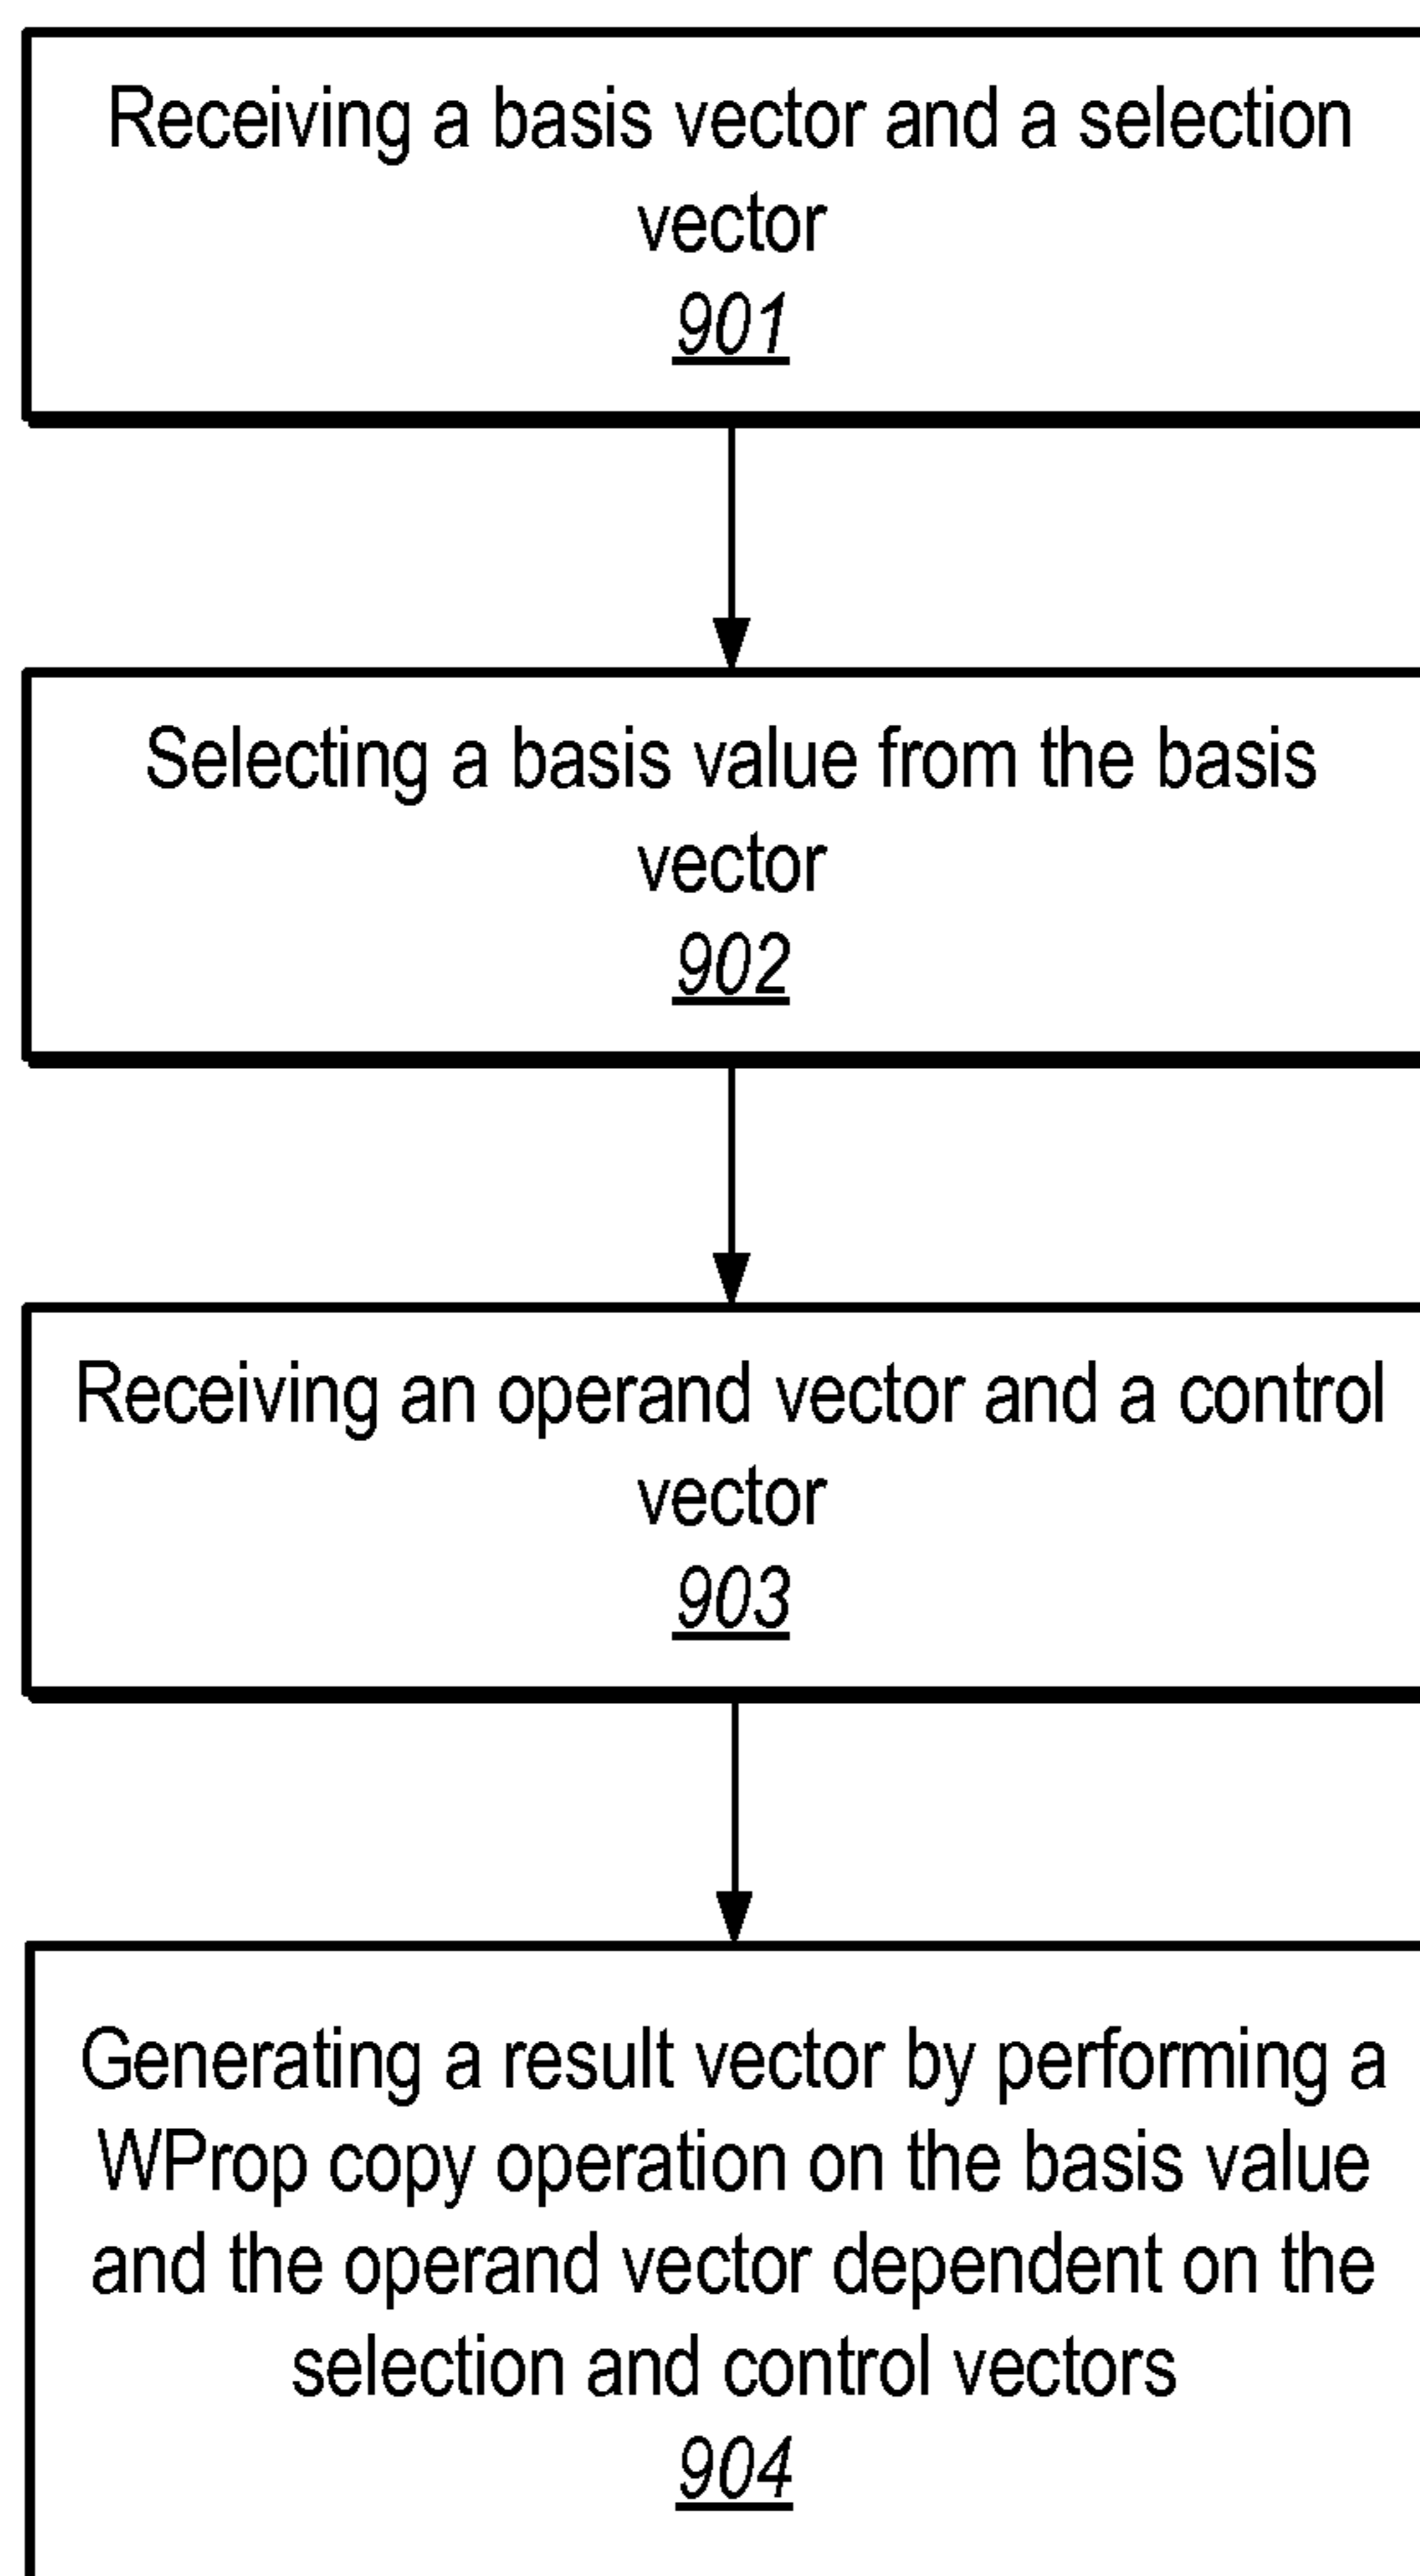 Receiving a basis vector and a selection
vector
901
Selecting a basis value from the basis
vector
902
Receiving an operand vector and a control
vector
903
Generating a result vector by performing a
WProp copy operation on the basis value
and the operand vector dependent on the
selection and control vectors
904